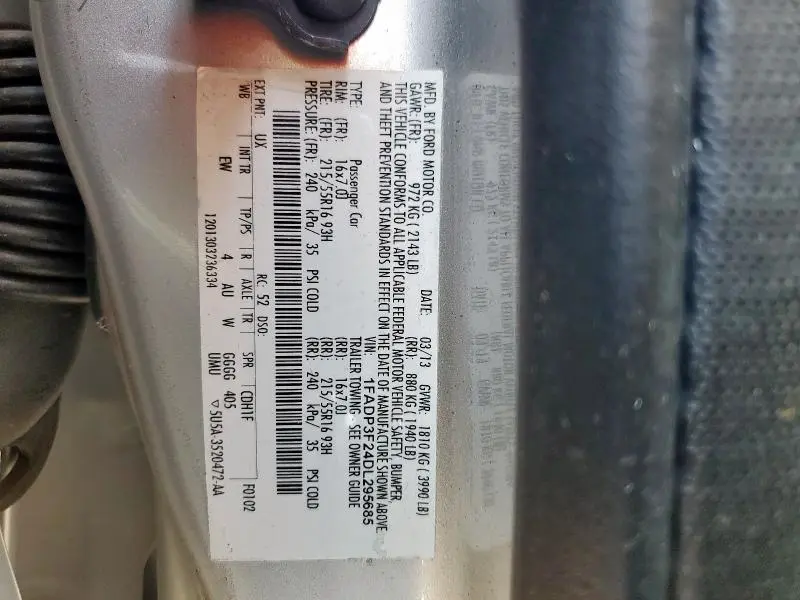 MFD. BY FORD MOTOR CO.
DATE: 03/13 GVWR: 1810 KG ( 3990 LB)
GAWR: (FR): 972 KG ( 2143 LB) (RR): 880 KG ( 1940 LB)
THIS VEHICLE CONFORMS TO ALL APPLICABLE FEDERAL MOTOR VEHICLE SAFETY, BUMPER,
AND THEFT PREVENTION STANDARDS IN EFFECT ON THE DATE OF MANUFACTURE SHOWN ABOVE.
VIN: 1FADP3F24DL295685
TYPE: Passenger Car TRAILER TOWING - SEE OWNER GUIDE
RIM: (FR): 16x7.0J (RR): 16x7.0J
TIRE: (FR): 215/55R16 93H (RR): 215/55R16 93H
PRESSURE: (FR): 240 kPa/ 35 PSI COLD (RR): 240 kPa/ 35 PSI COLD
EXT PNT: UX RC: 52 DSO: F0102
WB INT TR TP/PS R AXLE TR SPR CDH1F
EW 4 AU W GGGG 405
UMU
1201303236334 ▽ 5U5A-3520472-AA